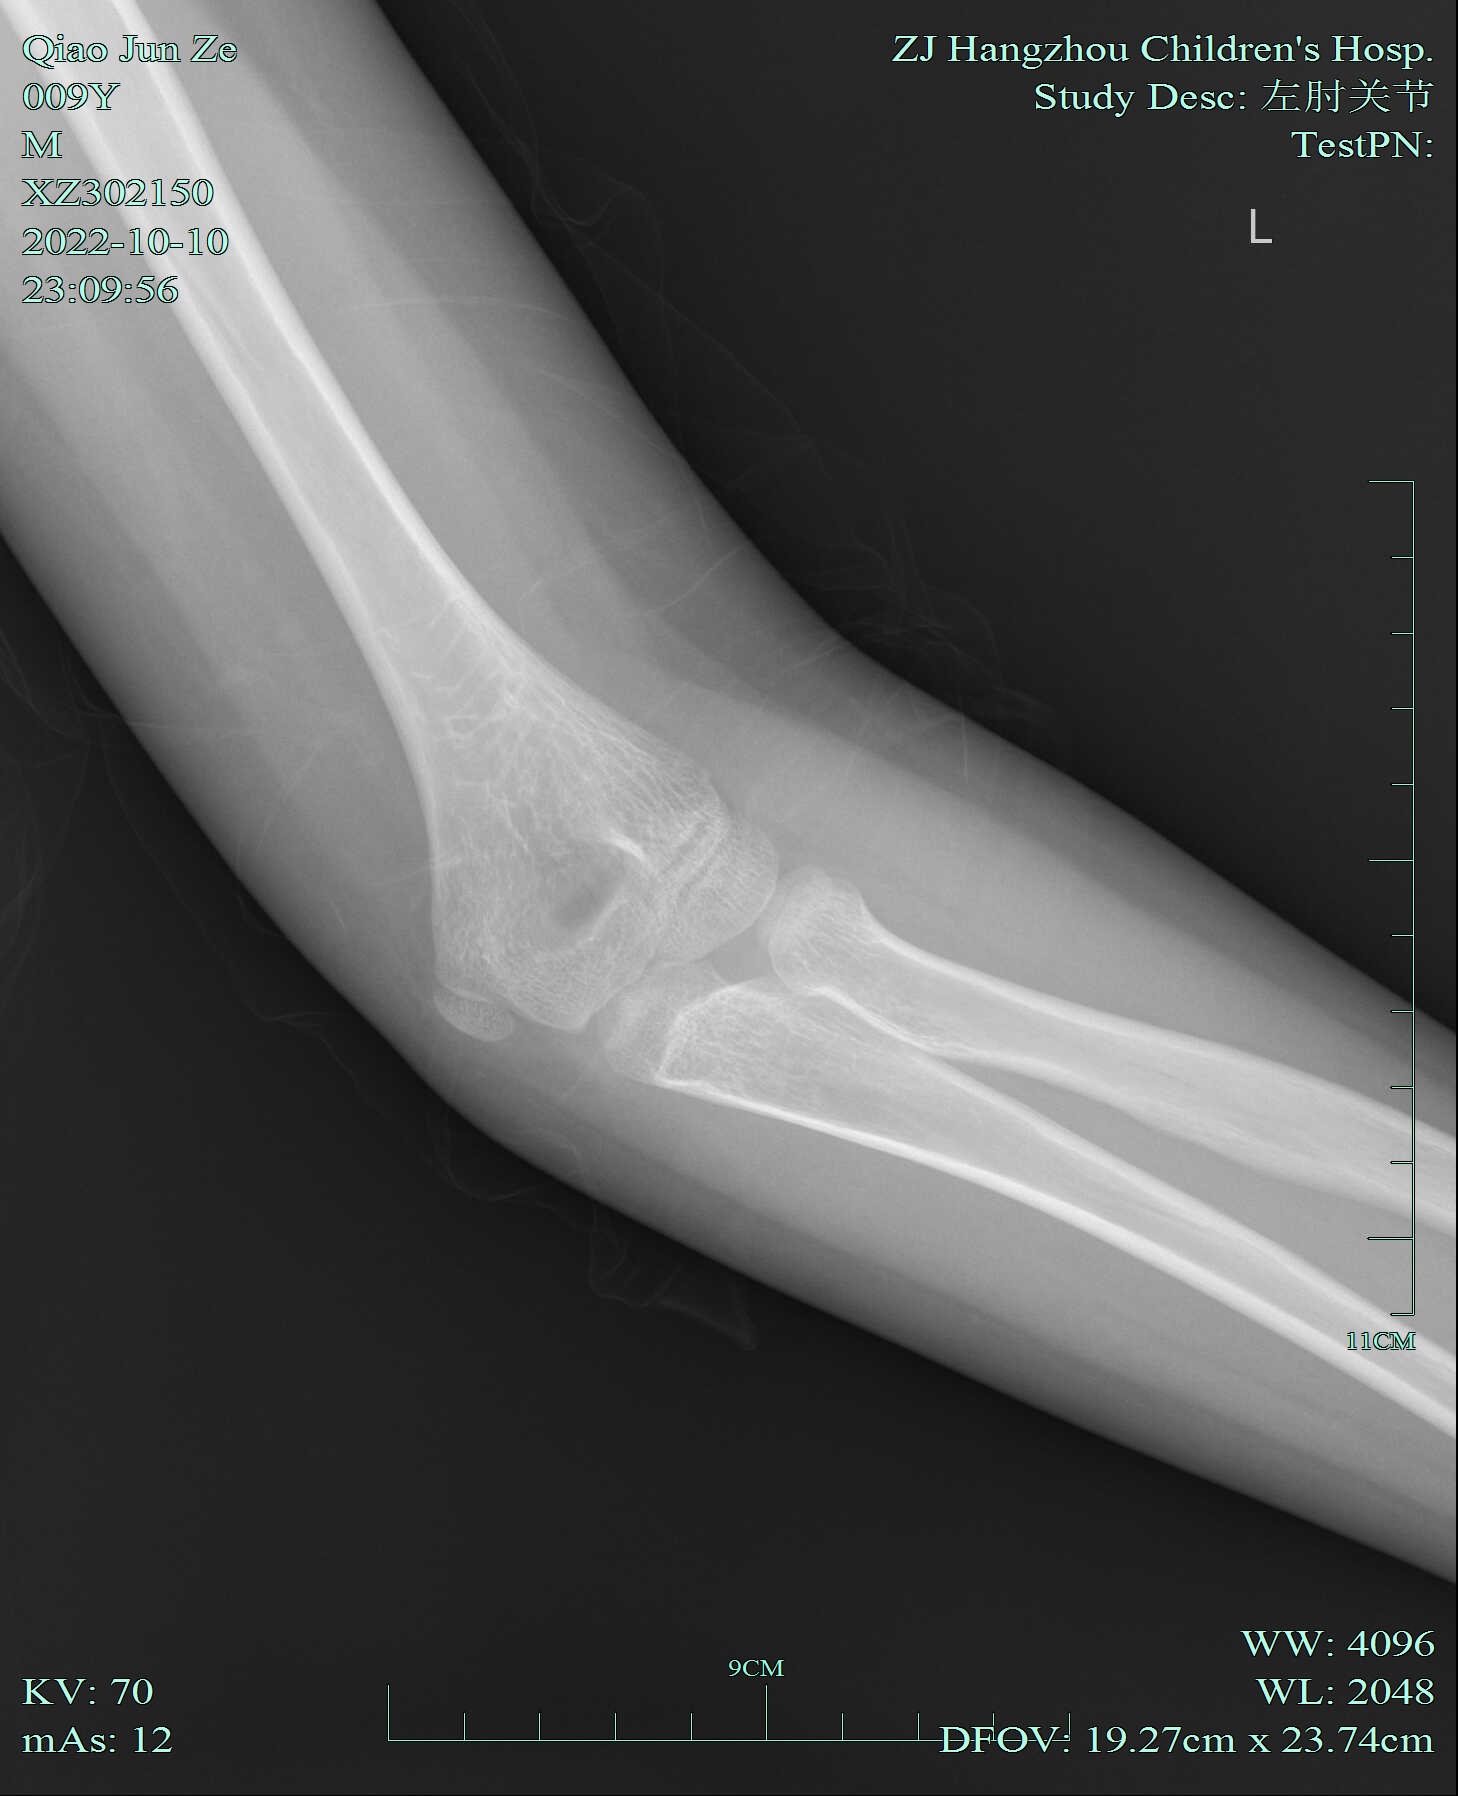 Qiao Jun Ze
009Y
M
XZ302150
2022-10-10
23:09:56
ZJ Hangzhou Children's Hosp.
Study Desc: 左肘关节
TestPN:
L
11CM
9CM
KV: 70
mAs: 12
WW: 4096
WL: 2048
DFOV: 19.27cm x 23.74cm